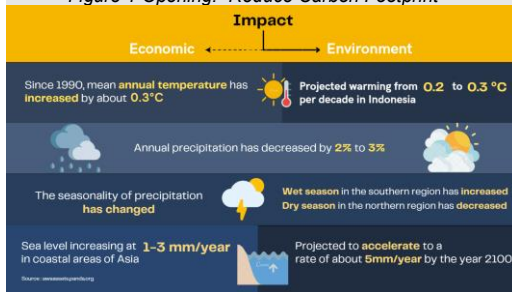 Figure 1 Opening: "Reduce Carbon Footprint"
Impact
Economic
Environment
Since 1990, mean annual temperature has
increased by about 0.3°C
Projected warming from 0.2 to 0.3 °C
per decade in Indonesia
Annual precipitation has decreased by 2% to 3%
The seasonality of precipitation
has changed
Wet season in the southern region has increased
Dry season in the northern region has decreased
Sea level increasing at 1-3 mm/year
in coastal areas of Asia
Projected to accelerate to a
rate of about 5mm/year by the year 2100